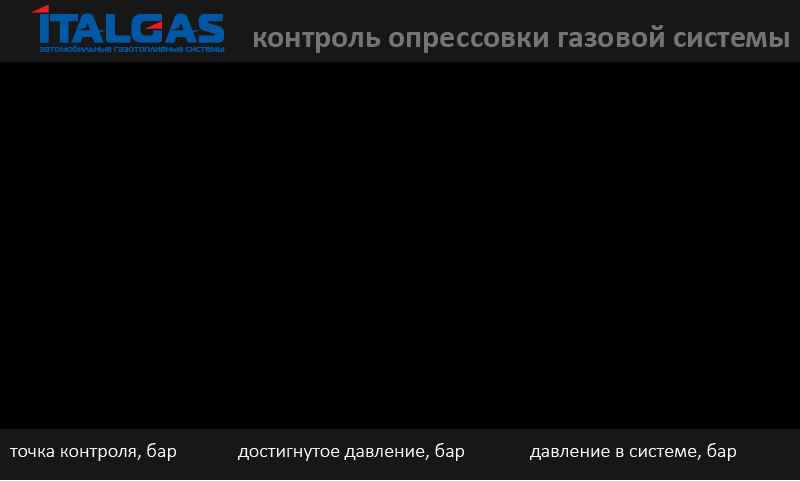 ITALGAS
автомобильные газотопливные системы
контроль опрессовки газовой системы
точка контроля, бар
достигнутое давление, бар
давление в системе, бар